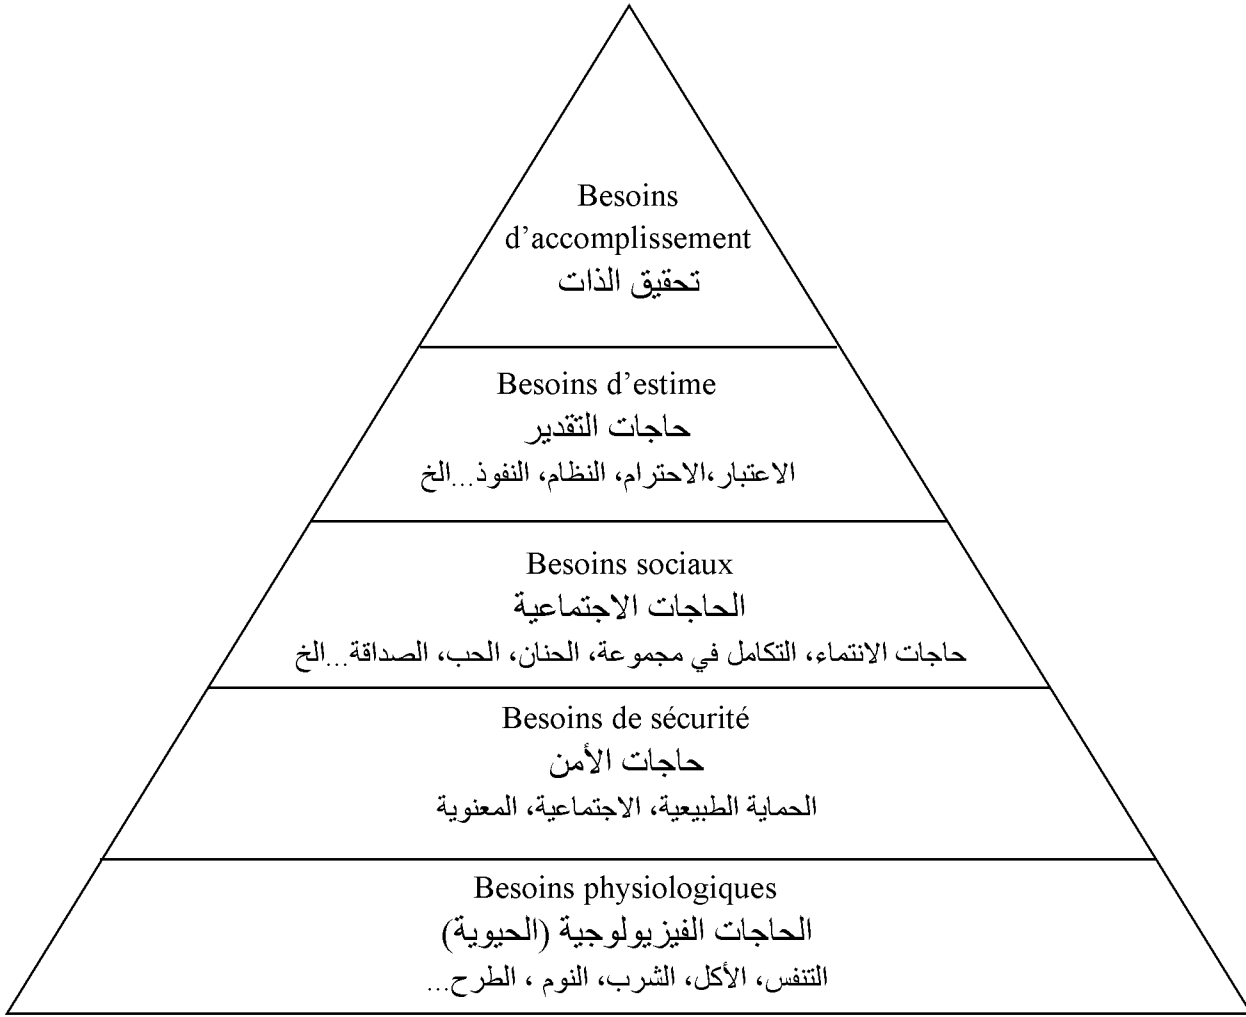 Besoins
d’accomplissement
تحقيق الذات
Besoins d’estime
حاجات التقدير
الاعتبار،الاحترام، النظام، النفوذ...الخ
Besoins sociaux
الحاجات الاجتماعية
حاجات الانتماء، التكامل في مجموعة، الحنان، الحب، الصداقة...الخ
Besoins de sécurité
حاجات الأمن
الحماية الطبيعية، الاجتماعية، المعنوية
Besoins physiologiques
الحاجات الفيزيولوجية (الحيوية)
التنفس، الأكل، الشرب، النوم ، الطرح...